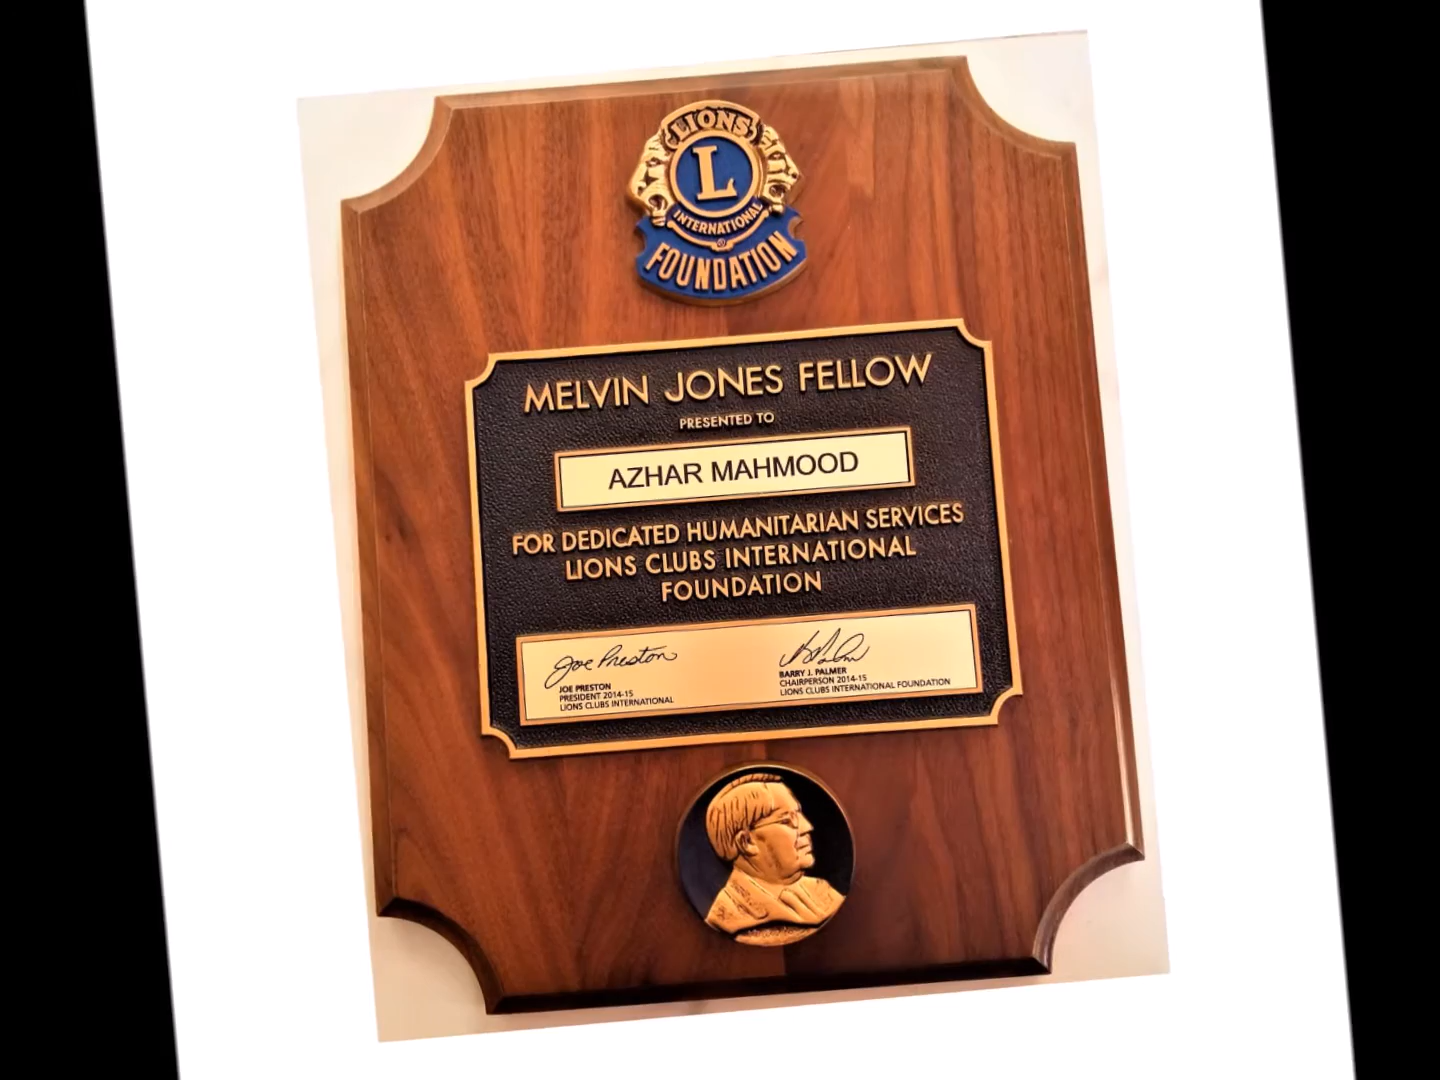 LIONS
L
INTERNATIONAL
FOUNDATION
MELVIN JONES FELLOW
PRESENTED TO
AZHAR MAHMOOD
FOR DEDICATED HUMANITARIAN SERVICES
LIONS CLUBS INTERNATIONAL
FOUNDATION
Joe Preston
JOE PRESTON
PRESIDENT 2014-15
LIONS CLUBS INTERNATIONAL
BARRY J. PALMER
CHAIRPERSON 2014-15
LIONS CLUBS INTERNATIONAL FOUNDATION